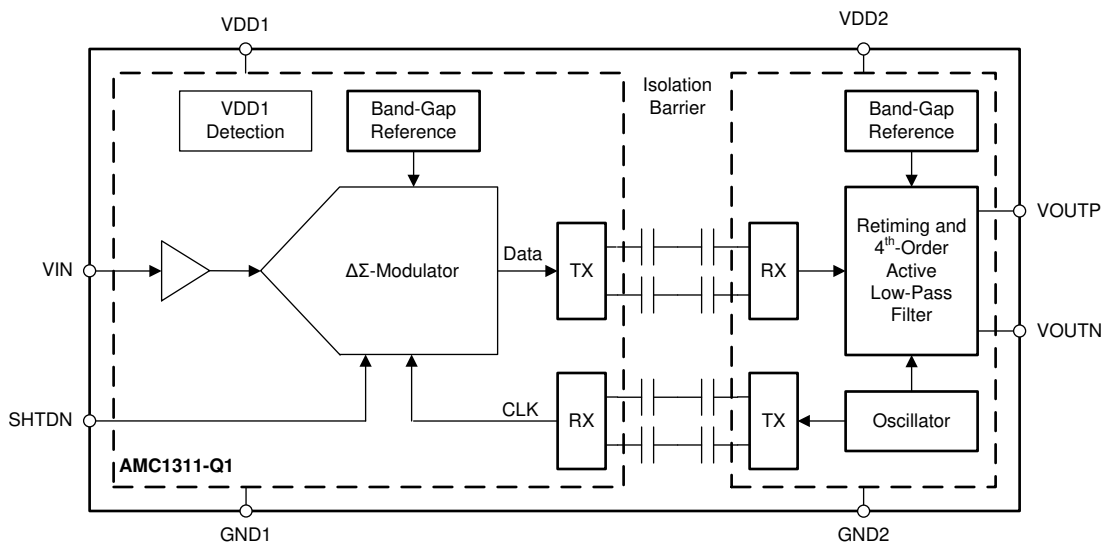 VDD1
VDD2
VDD1
Detection
Band-Gap
Reference
Isolation
Barrier
Band-Gap
Reference
VIN
ΔΣ-Modulator
Data
TX
RX
Retiming and
4th-Order
Active
Low-Pass
Filter
VOUTP
VOUTN
SHTDN
CLK
RX
TX
Oscillator
AMC1311-Q1
GND1
GND2